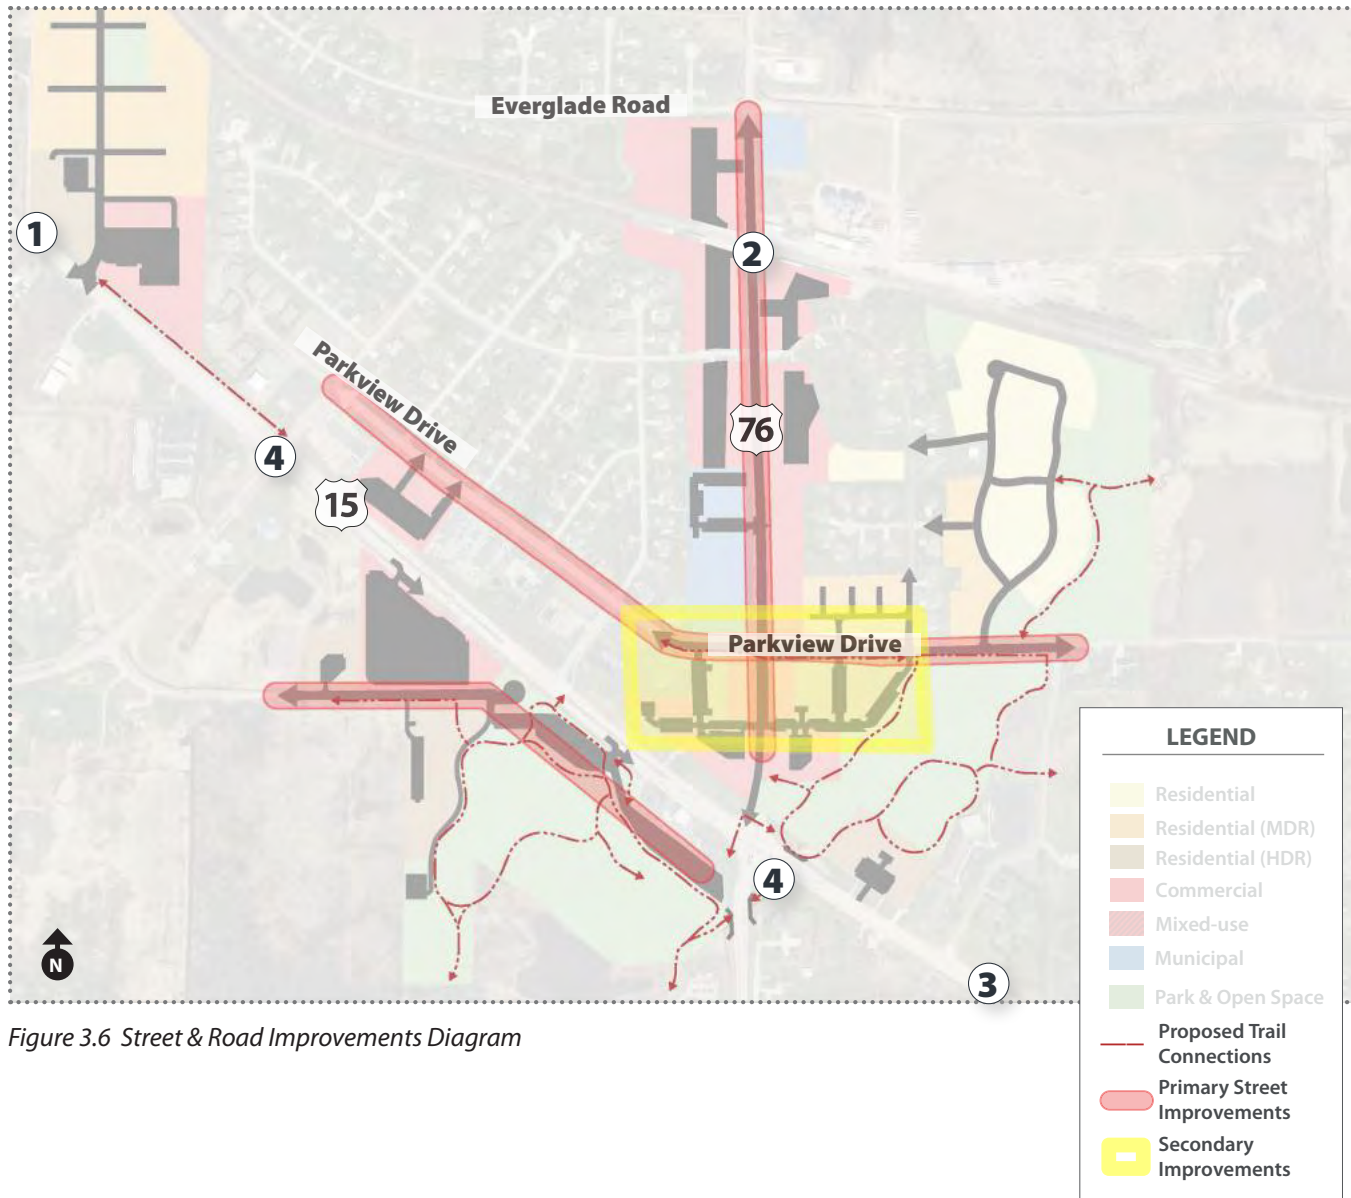 Everglade Road
1
2
Parkview Drive
76
4
15
Parkview Drive
4
3
N
LEGEND
Residential
Residential (MDR)
Residential (HDR)
Commercial
Mixed-use
Municipal
Park & Open Space
Proposed Trail
Connections
Primary Street
Improvements
Secondary
Improvements
Figure 3.6 Street & Road Improvements Diagram